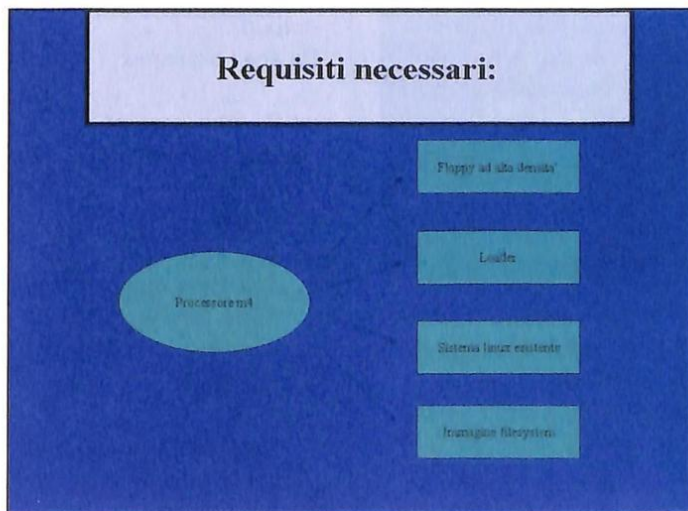 Requisiti necessari:
Floppy ad alta densita'
Loader
Processore
Sistema linux esistente
Immagine filesystem